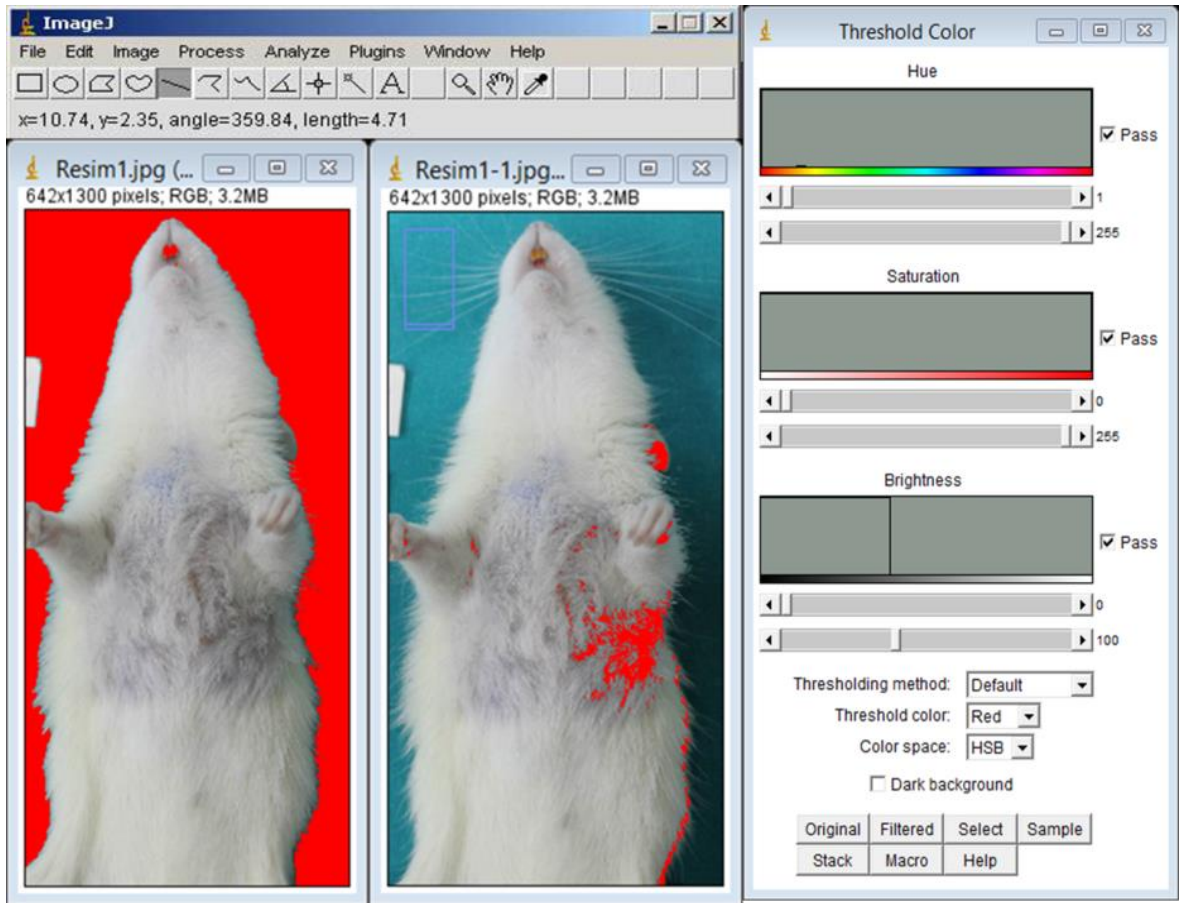 ImageJ
File Edit Image Process Analyze Plugins Window Help
A
x=10.74, y=2.35, angle=359.84, length=4.71
Resim1.jpg (...
642x1300 pixels; RGB; 3.2MB
Resim1-1.jpg...
642x1300 pixels; RGB; 3.2MB
Threshold Color
Hue
Pass
1
255
Saturation
Pass
0
255
Brightness
Pass
0
100
Thresholding method: Default
Threshold color: Red
Color space: HSB
Dark background
Original Filtered Select Sample
Stack Macro Help